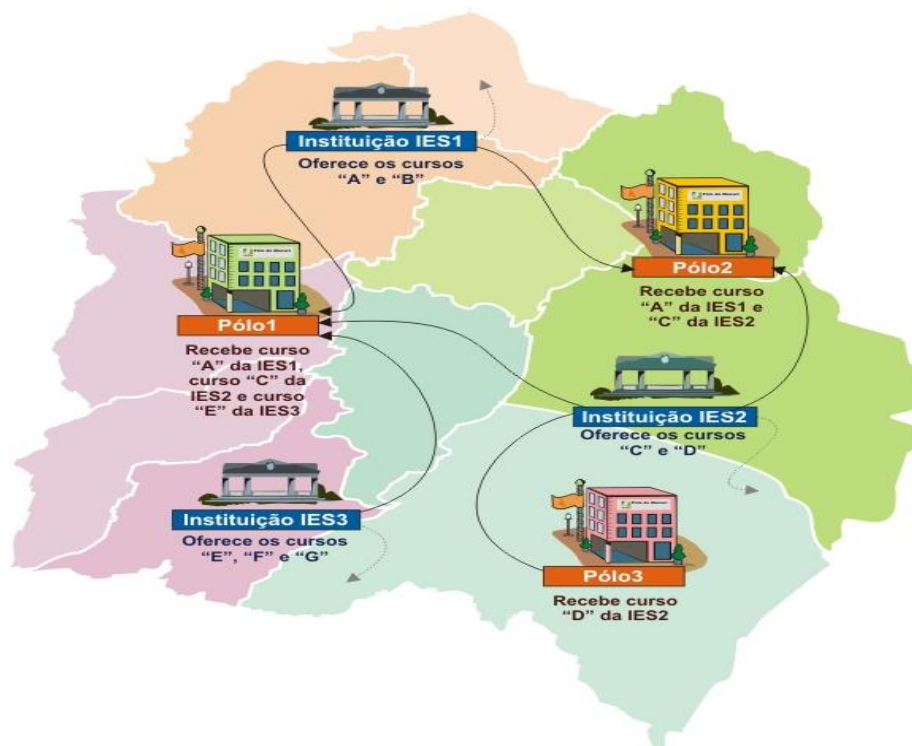 Instituição IES1
Oferece os cursos
“A” e “B”
Pólo2
Recebe curso
“A” da IES1 e
“C” da IES2
Pólo1
Recebe curso
“A” da IES1,
curso “C” da
IES2 e curso
“E” da IES3
Instituição IES2
Oferece os cursos
“C” e “D”
Instituição IES3
Oferece os cursos
“E”, “F” e “G”
Pólo3
Recebe curso
“D” da IES2